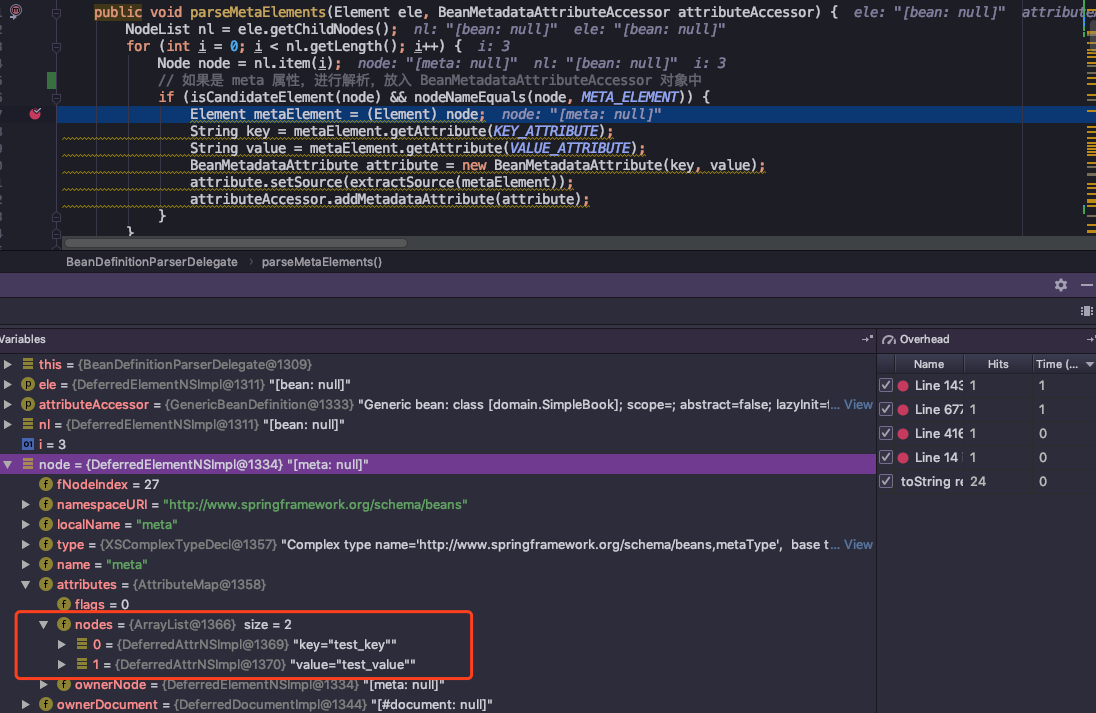 public void parseMetaElements(Element ele, BeanMetadataAttributeAccessor attributeAccessor) { ele: "[bean: null]"
NodeList nl = ele.getChildNodes(); nl: "[bean: null]" ele: "[bean: null]"
for (int i = 0; i < nl.getLength(); i++) { i: 3
Node node = nl.item(i); node: "[meta: null]" nl: "[bean: null]" i: 3
// 如果是 meta 属性，进行解析，放入 BeanMetadataAttributeAccessor 对象中
if (isCandidateElement(node) && nodeNameEquals(node, META_ELEMENT)) {
Element metaElement = (Element) node; node: "[meta: null]"
String key = metaElement.getAttribute(KEY_ATTRIBUTE);
String value = metaElement.getAttribute(VALUE_ATTRIBUTE);
BeanMetadataAttribute attribute = new BeanMetadataAttribute(key, value);
attribute.setSource(extractSource(metaElement));
attributeAccessor.addMetadataAttribute(attribute);
}
}
BeanDefinitionParserDelegate › parseMetaElements()
Variables
this = {BeanDefinitionParserDelegate@1309}
ele = {DeferredElementNSImpl@1311} "[bean: null]"
attributeAccessor = {GenericBeanDefinition@1333} "Generic bean: class [domain.SimpleBook]; scope=; abstract=false; lazyInit=f... View
nl = {DeferredElementNSImpl@1311} "[bean: null]"
i = 3
node = {DeferredElementNSImpl@1334} "[meta: null]"
fNodeIndex = 27
namespaceURI = "http://www.springframework.org/schema/beans"
localName = "meta"
type = {XSComplexTypeDecl@1357} "Complex type name='http://www.springframework.org/schema/beans,metaType', base t... View
name = "meta"
attributes = {AttributeMap@1358}
flags = 0
nodes = {ArrayList@1366} size = 2
0 = {DeferredAttrNSImpl@1369} "key="test_key""
1 = {DeferredAttrNSImpl@1370} "value="test_value""
ownerNode = {DeferredElementNSImpl@1334} "[meta: null]"
ownerDocument = {DeferredDocumentImpl@1344} "[#document: null]"
Overhead
Name Hits Time (...
Line 143 1 1
Line 677 1 1
Line 416 1 0
Line 14 1 0
toString re 24 0